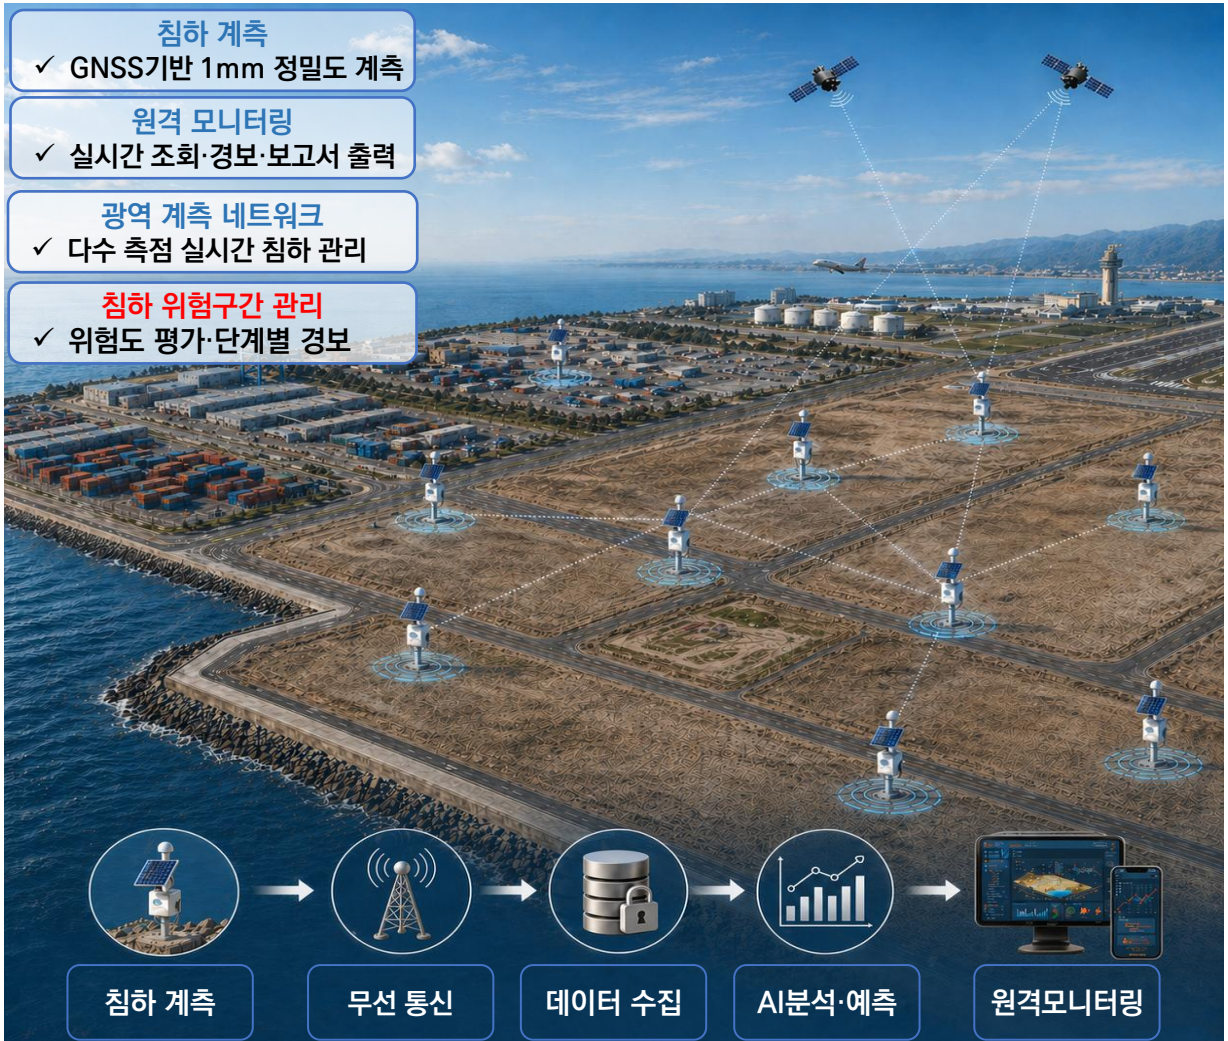 침하 계측
✓ GNSS기반 1mm 정밀도 계측
원격 모니터링
✓ 실시간 조회·경보·보고서 출력
광역 계측 네트워크
✓ 다수 측점 실시간 침하 관리
침하 위험구간 관리
✓ 위험도 평가·단계별 경보
침하 계측
무선 통신
데이터 수집
AI분석·예측
원격모니터링